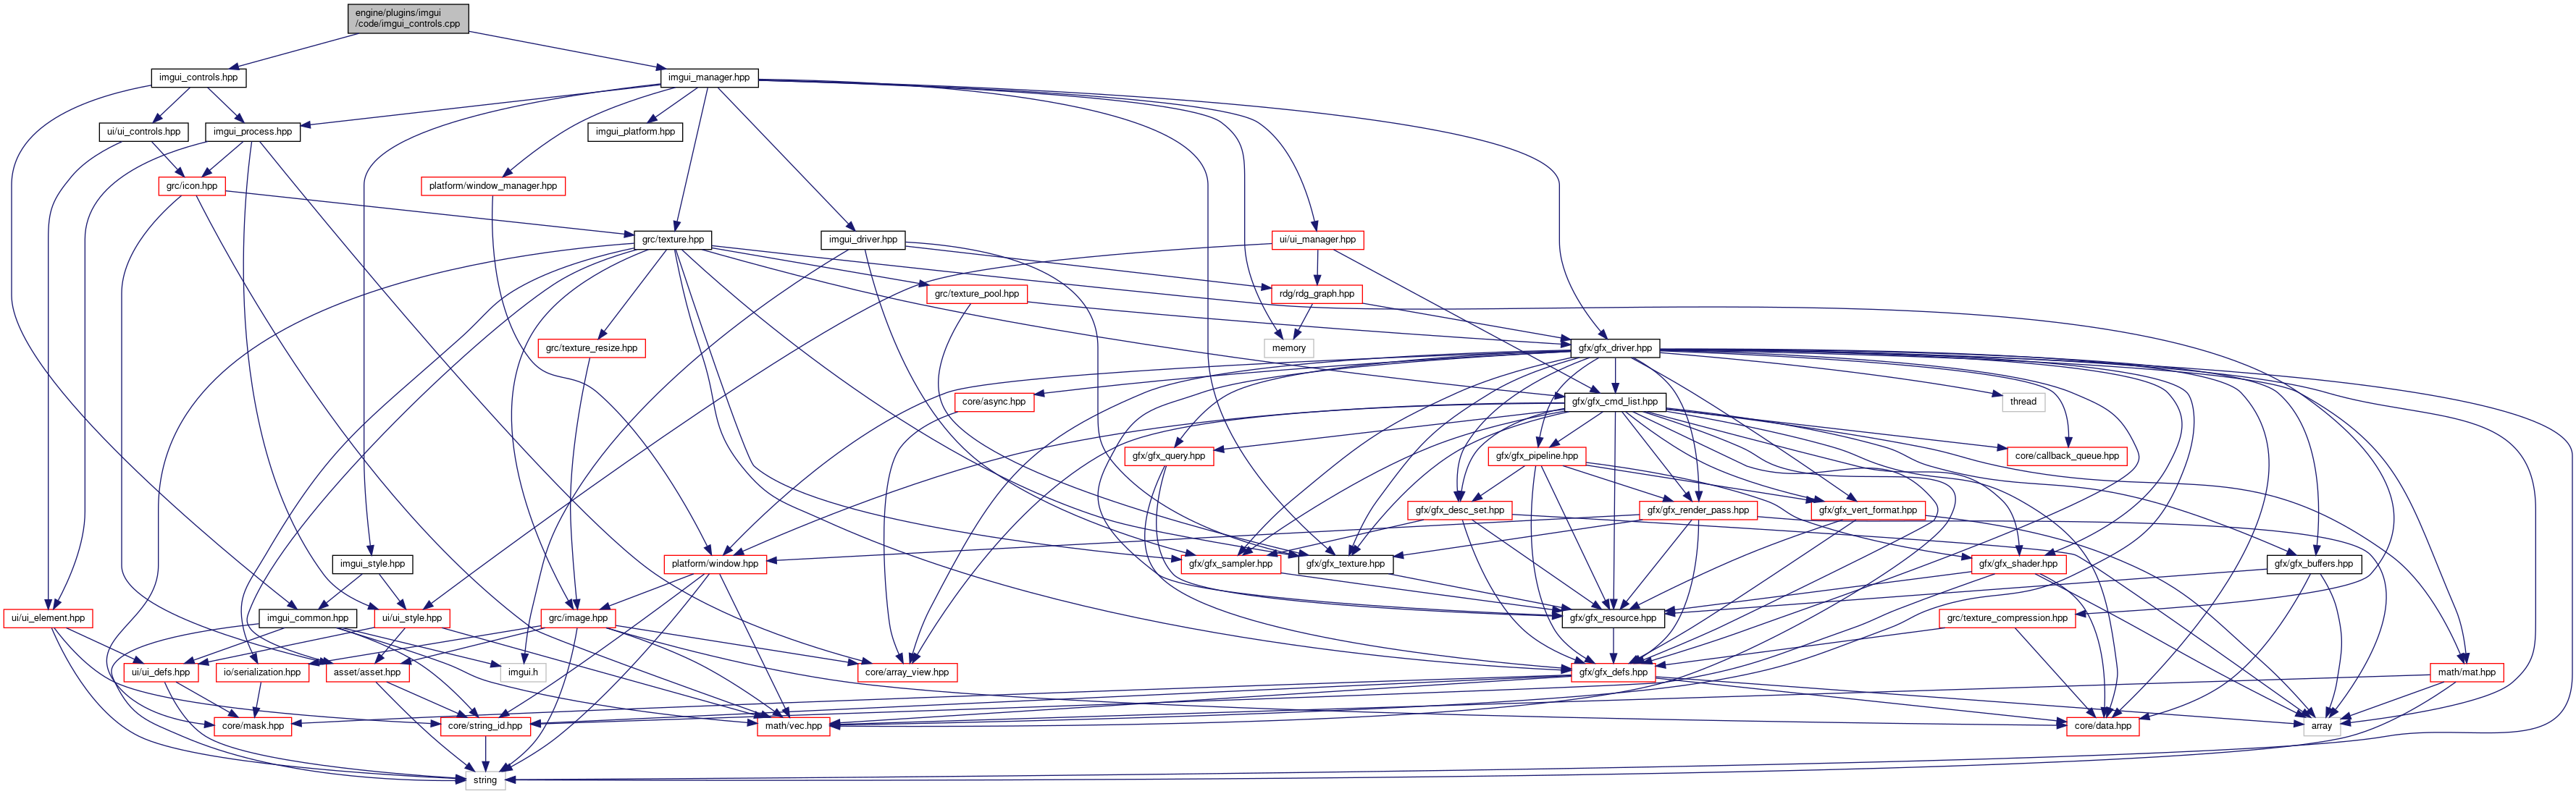 engine/plugins/imgui
/code/imgui_controls.cpp
imgui_controls.hpp
imgui_manager.hpp
ui/ui_controls.hpp
imgui_process.hpp
imgui_platform.hpp
grc/icon.hpp
platform/window_manager.hpp
grc/texture.hpp
imgui_driver.hpp
ui/ui_manager.hpp
grc/texture_pool.hpp
rdg/rdg_graph.hpp
grc/texture_resize.hpp
memory
gfx/gfx_driver.hpp
core/async.hpp
gfx/gfx_cmd_list.hpp
thread
gfx/gfx_query.hpp
gfx/gfx_pipeline.hpp
core/callback_queue.hpp
gfx/gfx_desc_set.hpp
gfx/gfx_render_pass.hpp
gfx/gfx_vert_format.hpp
imgui_style.hpp
platform/window.hpp
gfx/gfx_sampler.hpp
gfx/gfx_texture.hpp
gfx/gfx_shader.hpp
gfx/gfx_buffers.hpp
ui/ui_element.hpp
imgui_common.hpp
ui/ui_style.hpp
grc/image.hpp
gfx/gfx_resource.hpp
grc/texture_compression.hpp
ui/ui_defs.hpp
io/serialization.hpp
asset/asset.hpp
imgui.h
core/array_view.hpp
gfx/gfx_defs.hpp
math/mat.hpp
core/mask.hpp
core/string_id.hpp
math/vec.hpp
core/data.hpp
array
string